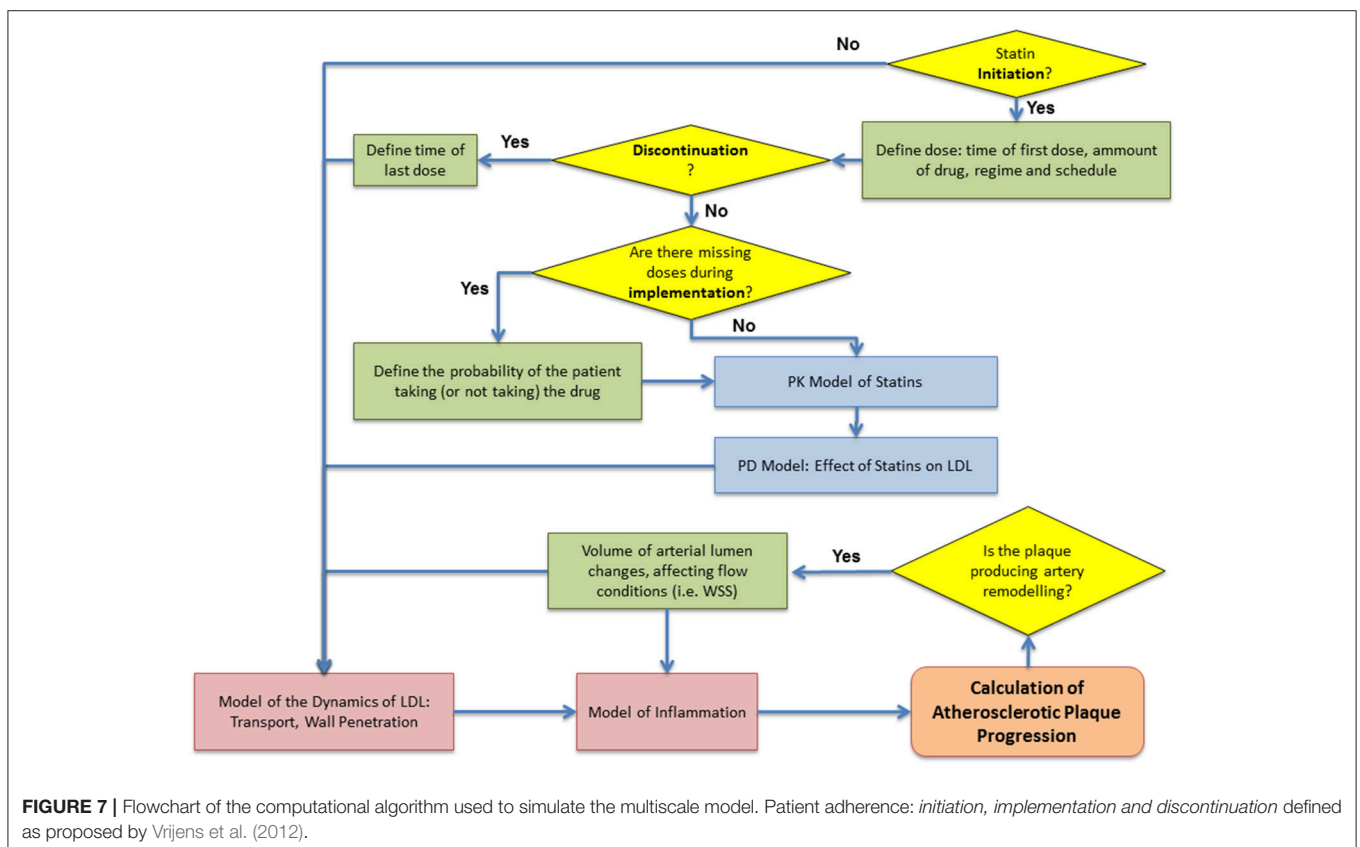 No
Statin
Initiation?
Yes
Define dose: time of first dose, ammount
of drug, regime and schedule
Discontinuation
?
Yes
Define time of
last dose
No
Are there missing
doses during
implementation?
Yes
No
Define the probability of the patient
taking (or not taking) the drug
PK Model of Statins
PD Model: Effect of Statins on LDL
Volume of arterial lumen
changes, affecting flow
conditions (i.e. WSS)
Yes
Is the plaque
producing artery
remodelling?
Model of the Dynamics of LDL:
Transport, Wall Penetration
Model of Inflammation
Calculation of
Atherosclerotic Plaque
Progression
FIGURE 7 | Flowchart of the computational algorithm used to simulate the multiscale model. Patient adherence: initiation, implementation and discontinuation defined
as proposed by Vrijens et al. (2012).